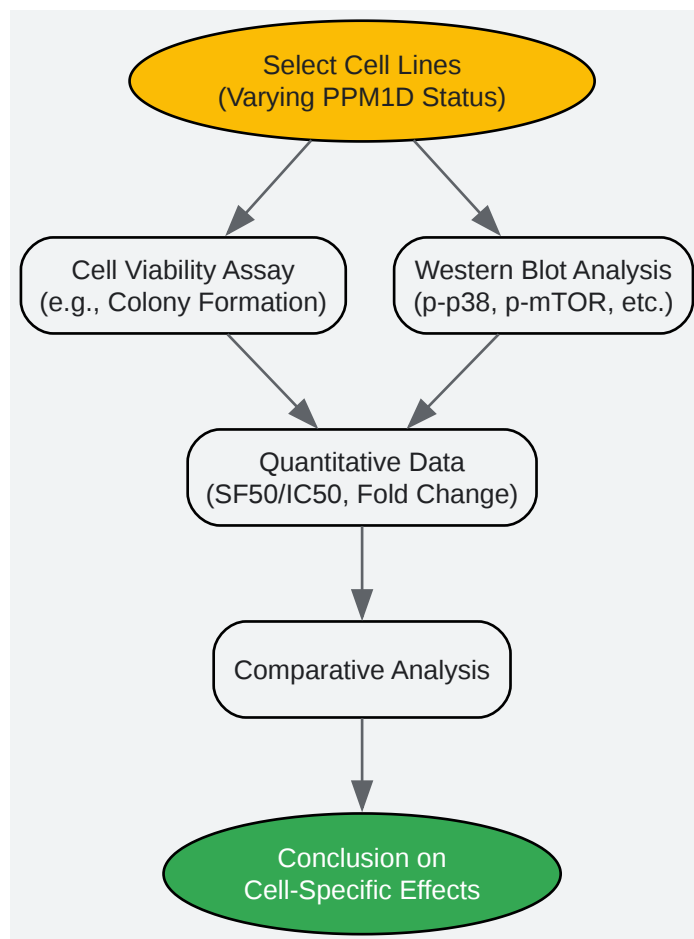 Select Cell Lines
(Varying PPM1D Status)
Cell Viability Assay
(e.g., Colony Formation)
Western Blot Analysis
(p-p38, p-mTOR, etc.)
Quantitative Data
(SF50/IC50, Fold Change)
Comparative Analysis
Conclusion on
Cell-Specific Effects